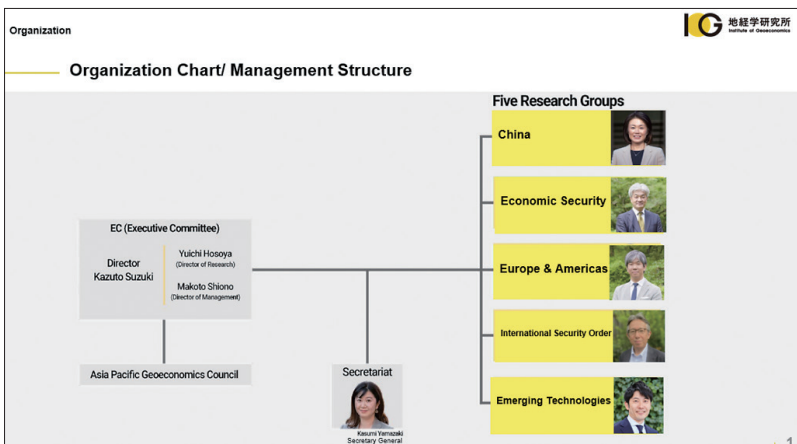 Organization
IOG 地経学研究所
Institute of Geoeconomics
Organization Chart/ Management Structure
Five Research Groups
China
Economic Security
Europe & Americas
International Security Order
Emerging Technologies
EC (Executive Committee)
Director
Kazuto Suzuki
Yuichi Hosoya
(Director of Research)
Makoto Shiono
(Director of Management)
Asia Pacific Geoeconomics Council
Secretariat
Kasumi Yamazaki
Secretary General
1